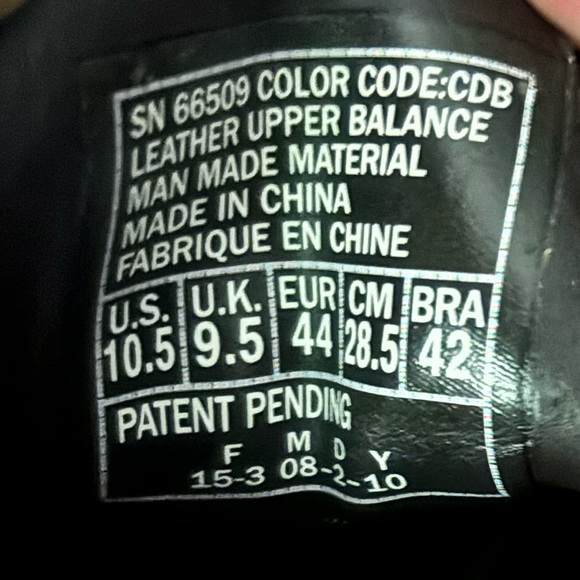 SN 66509 COLOR CODE:CDB
LEATHER UPPER BALANCE
MAN MADE MATERIAL
MADE IN CHINA
FABRIQUE EN CHINE
U.S. U.K. EUR CM BRA
10.5 9.5 44 28.5 42
PATENT PENDING
F M D Y
15-3 08-2-10